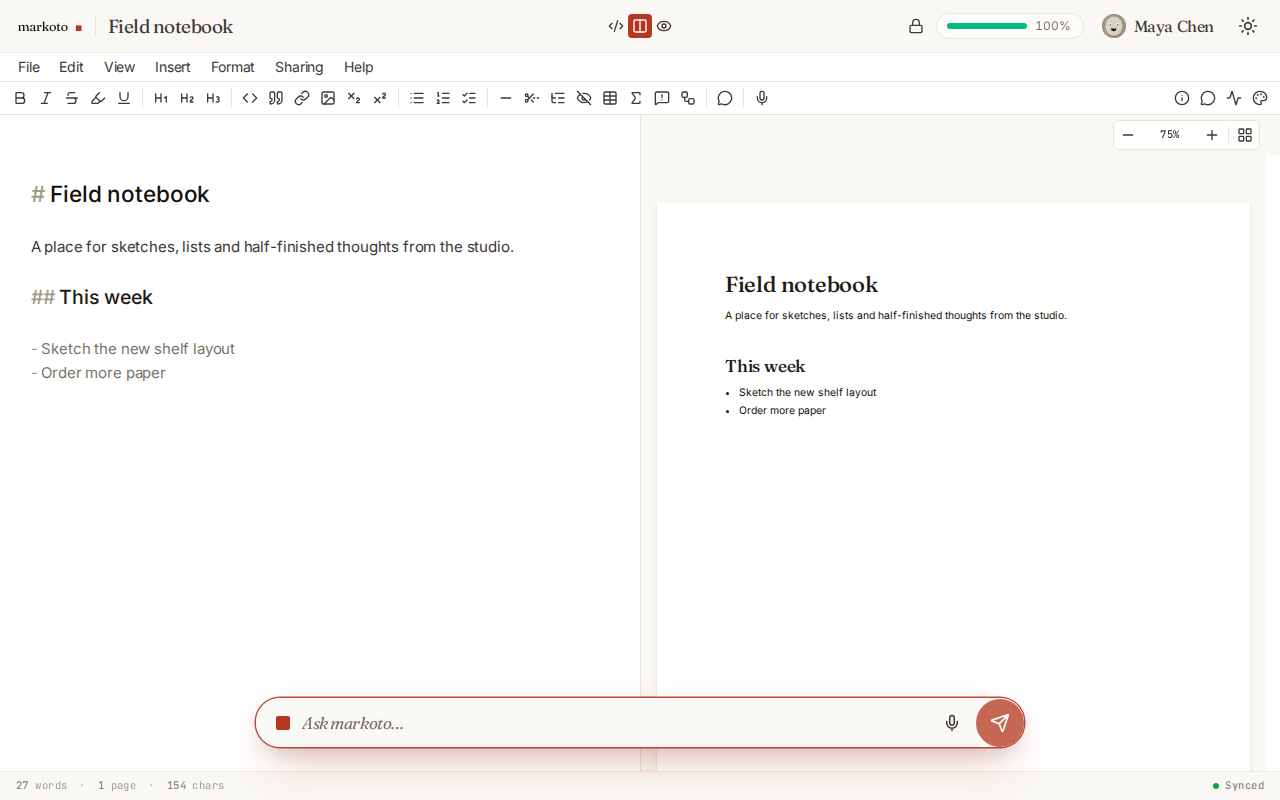 markoto
Field notebook
100%
Maya Chen
File Edit View Insert Format Sharing Help
H1 H2 H3
75%
# Field notebook
A place for sketches, lists and half-finished thoughts from the studio.
## This week
- Sketch the new shelf layout
- Order more paper
Field notebook
A place for sketches, lists and half-finished thoughts from the studio.
This week
• Sketch the new shelf layout
• Order more paper
Ask markoto...
27 words · 1 page · 154 chars
Synced